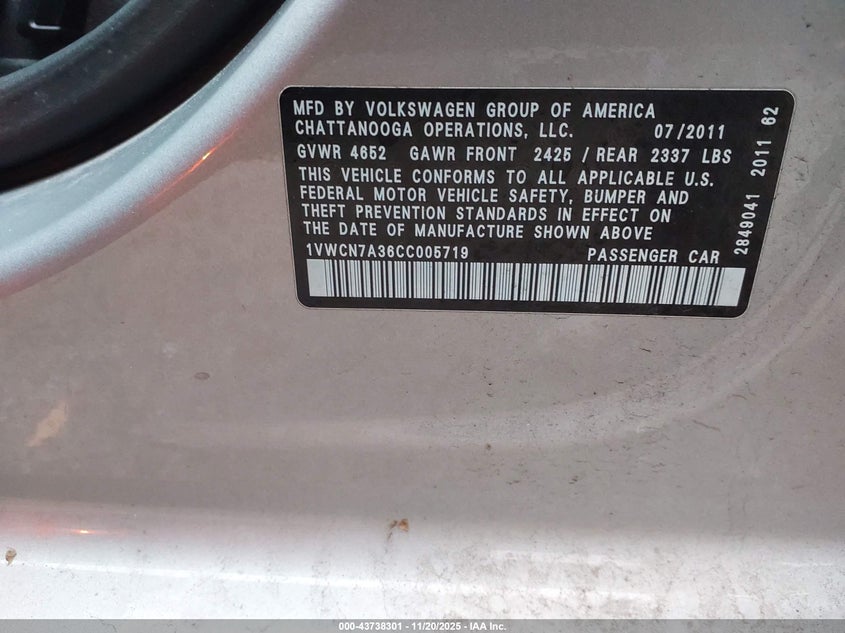 MFD BY VOLKSWAGEN GROUP OF AMERICA
CHATTANOOGA OPERATIONS, LLC. 07/2011
GVWR 4652 GAWR FRONT 2425 / REAR 2337 LBS
THIS VEHICLE CONFORMS TO ALL APPLICABLE U.S.
FEDERAL MOTOR VEHICLE SAFETY, BUMPER AND
THEFT PREVENTION STANDARDS IN EFFECT ON
THE DATE OF MANUFACTURE SHOWN ABOVE
1VWCN7A36CC005719 PASSENGER CAR
2849041 2011 62
000-43738301 - 11/20/2025 - IAA Inc.